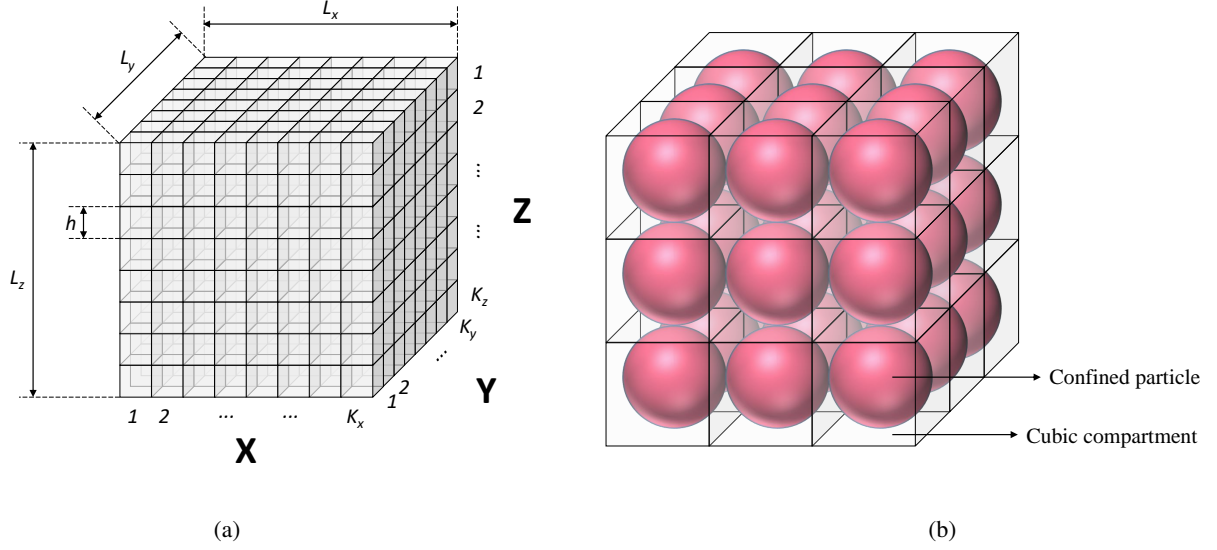 L_x
L_y
1
2
...
Z
...
h
L_z
K_z
K_y
...
Y
2
1
1 2 ... ... K_x
X
(a)
Confined particle
Cubic compartment
(b)